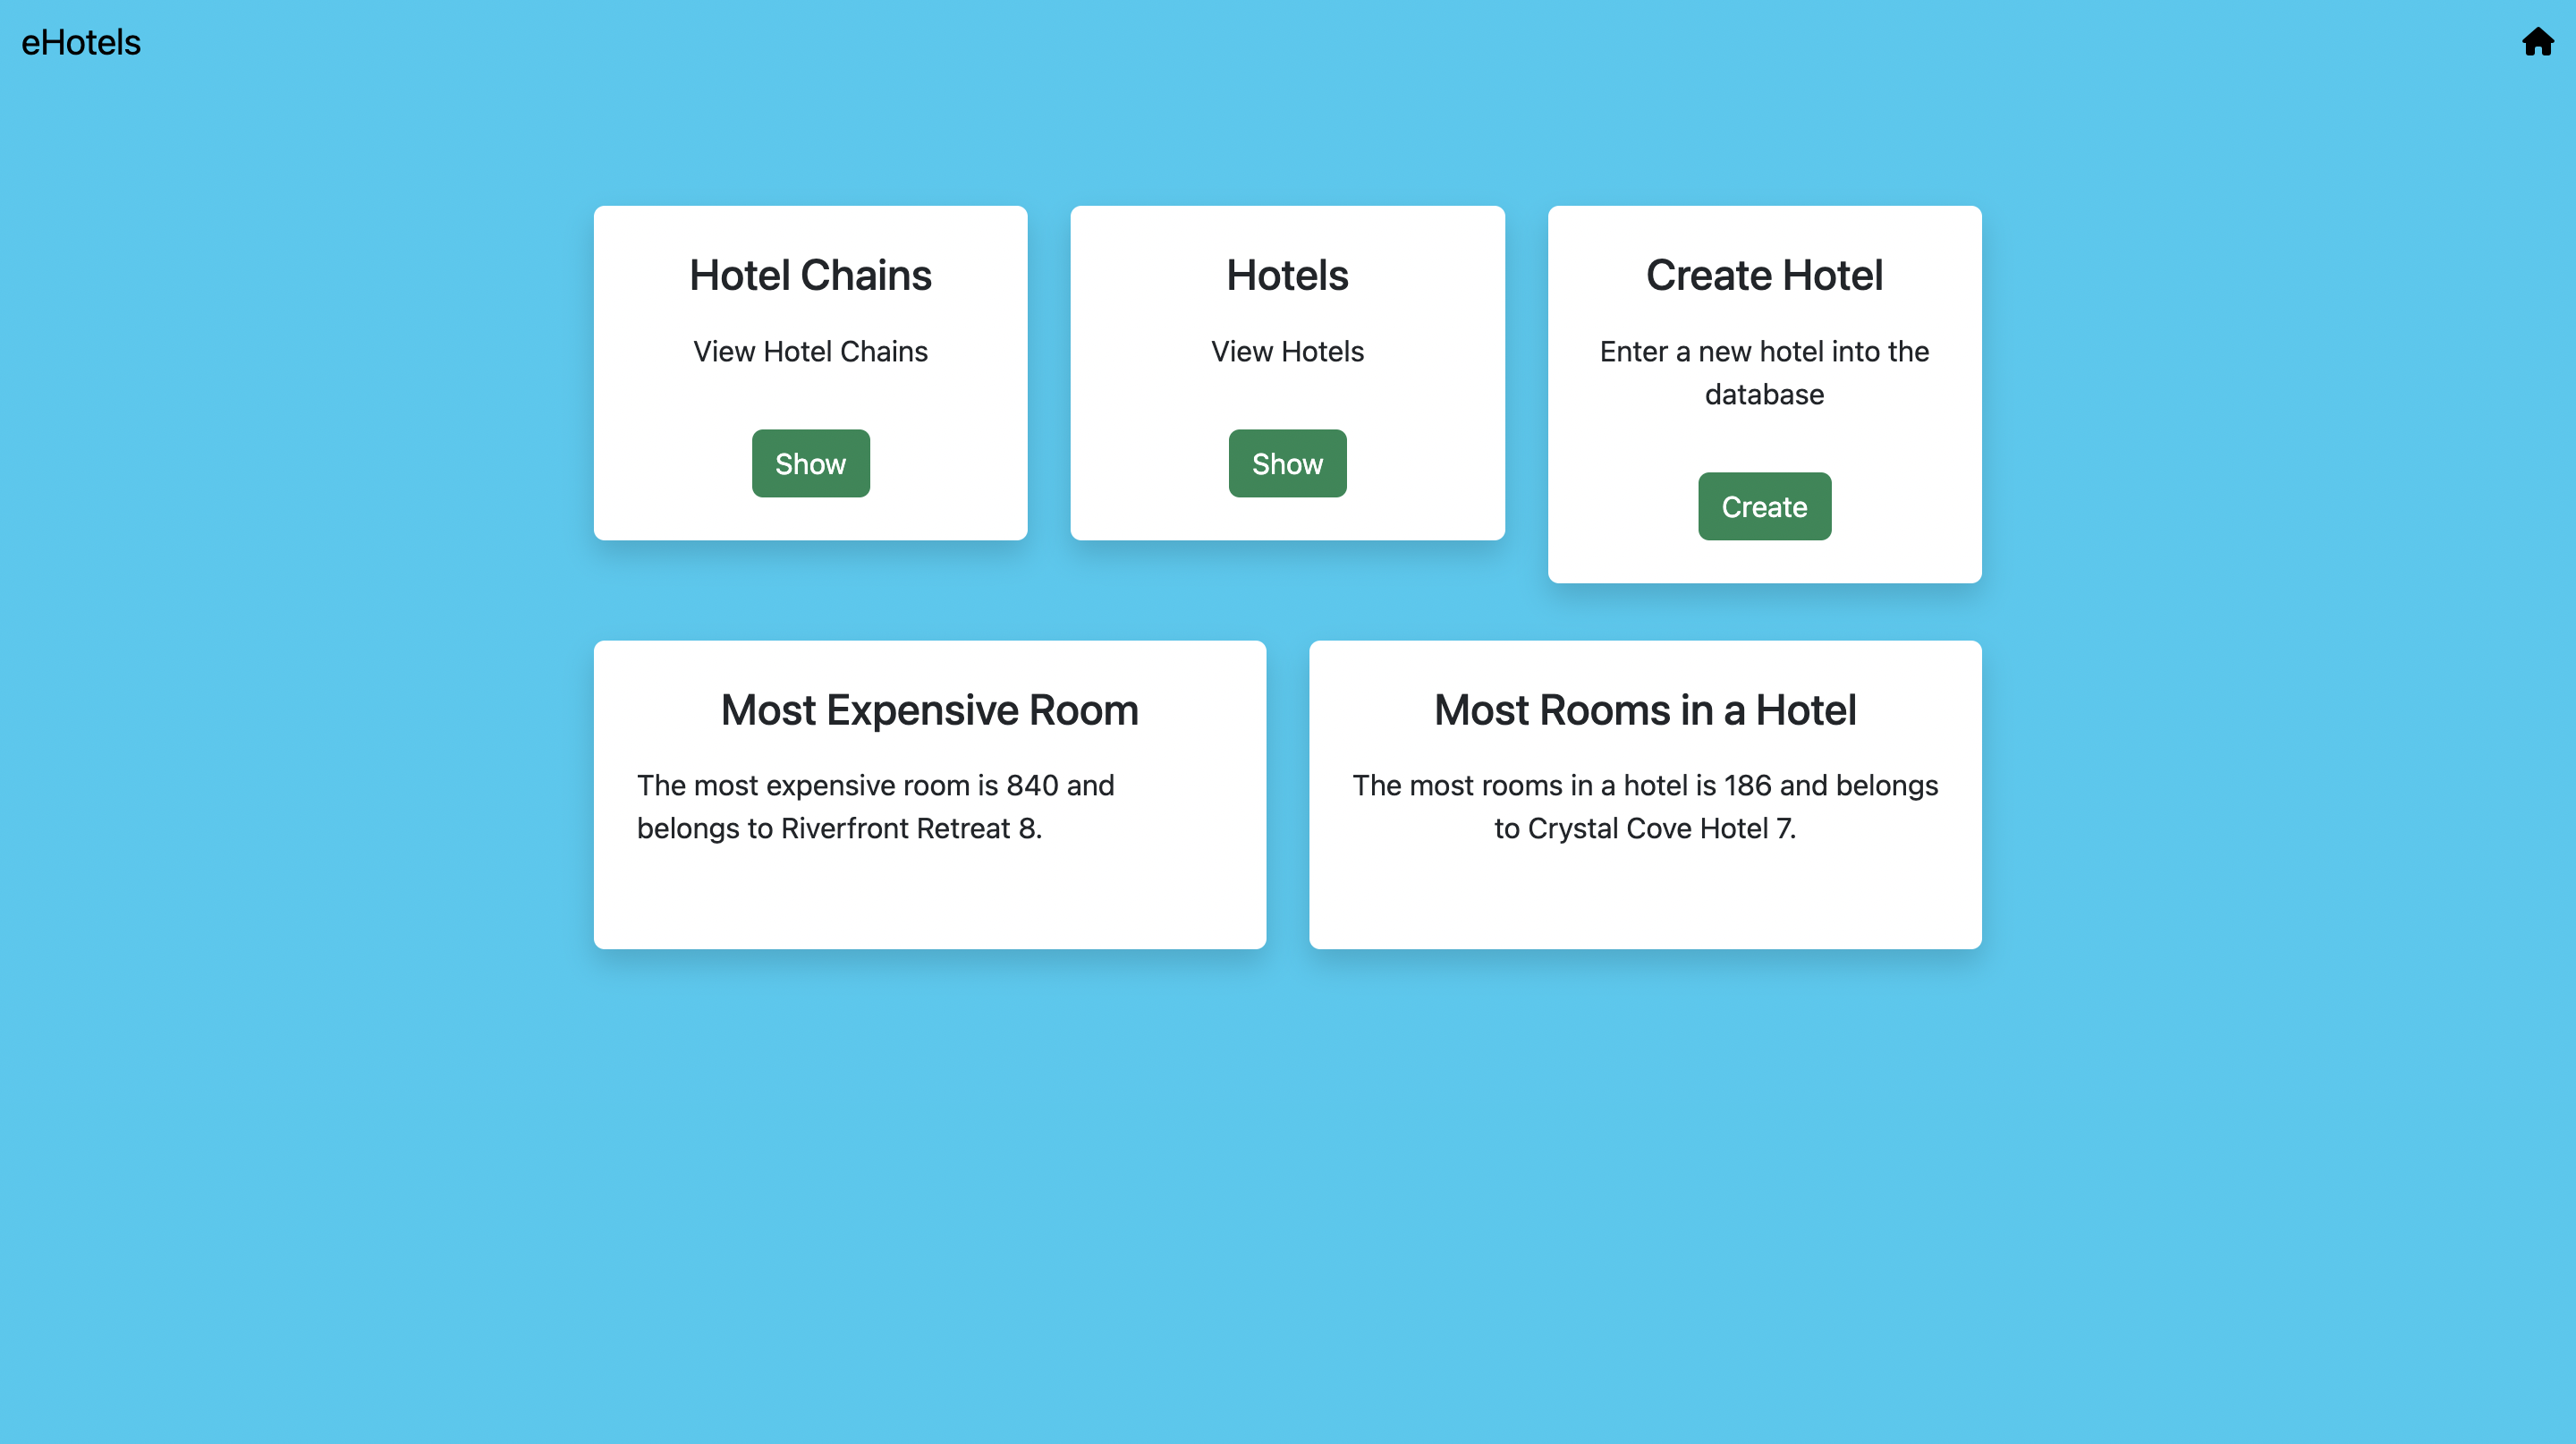 eHotels
Hotel Chains
View Hotel Chains
Show
Hotels
View Hotels
Show
Create Hotel
Enter a new hotel into the
database
Create
Most Expensive Room
The most expensive room is 840 and
belongs to Riverfront Retreat 8.
Most Rooms in a Hotel
The most rooms in a hotel is 186 and belongs
to Crystal Cove Hotel 7.